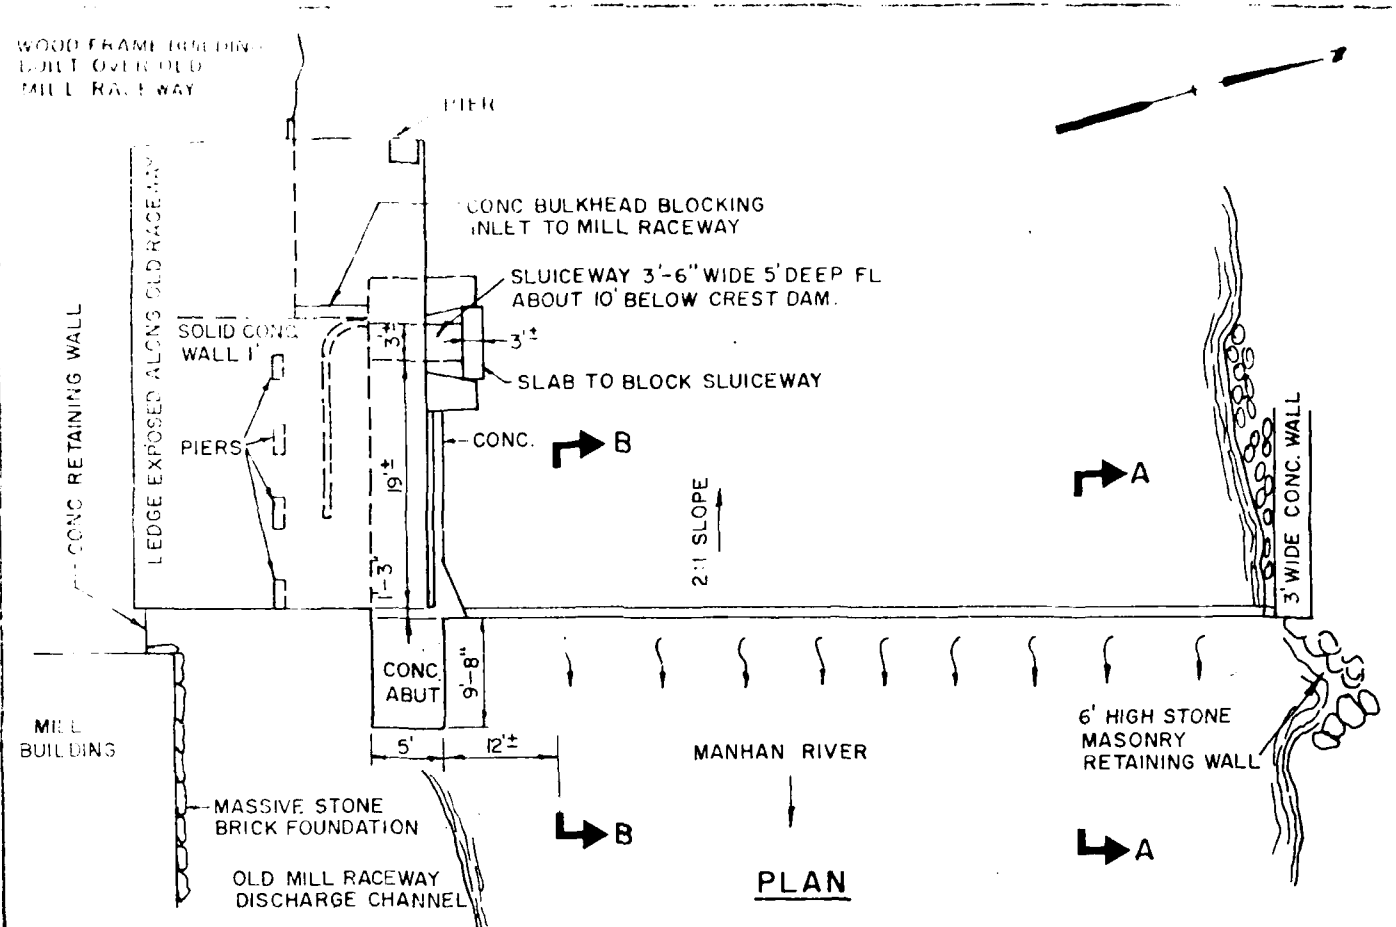 WOOD FRAME BUILDING
BUILT OVER OLD
MILL RACEWAY
PIER
CONC BULKHEAD BLOCKING
INLET TO MILL RACEWAY
SLUICEWAY 3'-6" WIDE 5' DEEP FL
ABOUT 10' BELOW CREST DAM.
3'±
3'±
SLAB TO BLOCK SLUICEWAY
SOLID CONC
WALL 1'
PIERS
CONC RETAINING WALL
LEDGE EXPOSED ALONG OLD RACEWAY
CONC.
B
A
19'±
1'-3"
2:1 SLOPE
3' WIDE CONC. WALL
CONC
ABUT
9'-8"
5'
12'±
MILL
BUILDING
MANHAN RIVER
6' HIGH STONE
MASONRY
RETAINING WALL
MASSIVE STONE
BRICK FOUNDATION
B
A
OLD MILL RACEWAY
DISCHARGE CHANNEL
PLAN